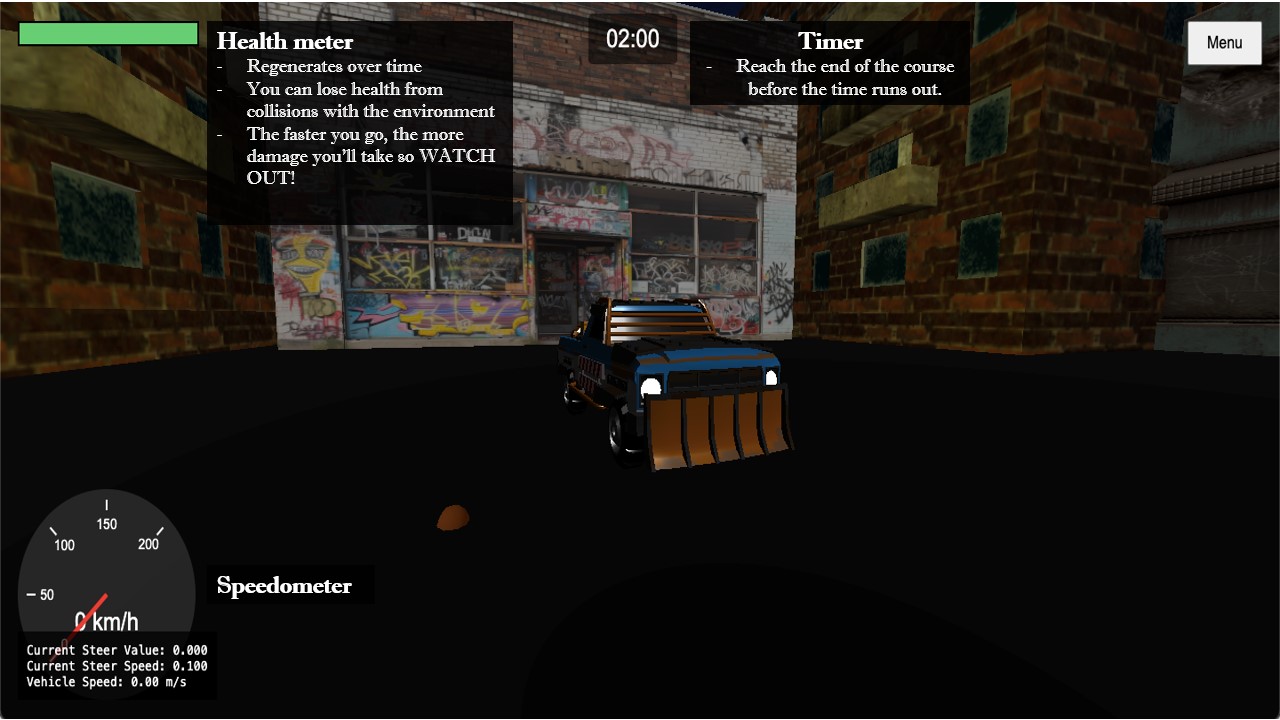 Health meter
- Regenerates over time
- You can lose health from
collisions with the environment
- The faster you go, the more
damage you'll take so WATCH
OUT!
02:00
Timer
- Reach the end of the course
before the time runs out.
Menu
150
100
200
50
0 km/h
0
Speedometer
Current Steer Value: 0.000
Current Steer Speed: 0.100
Vehicle Speed: 0.00 m/s